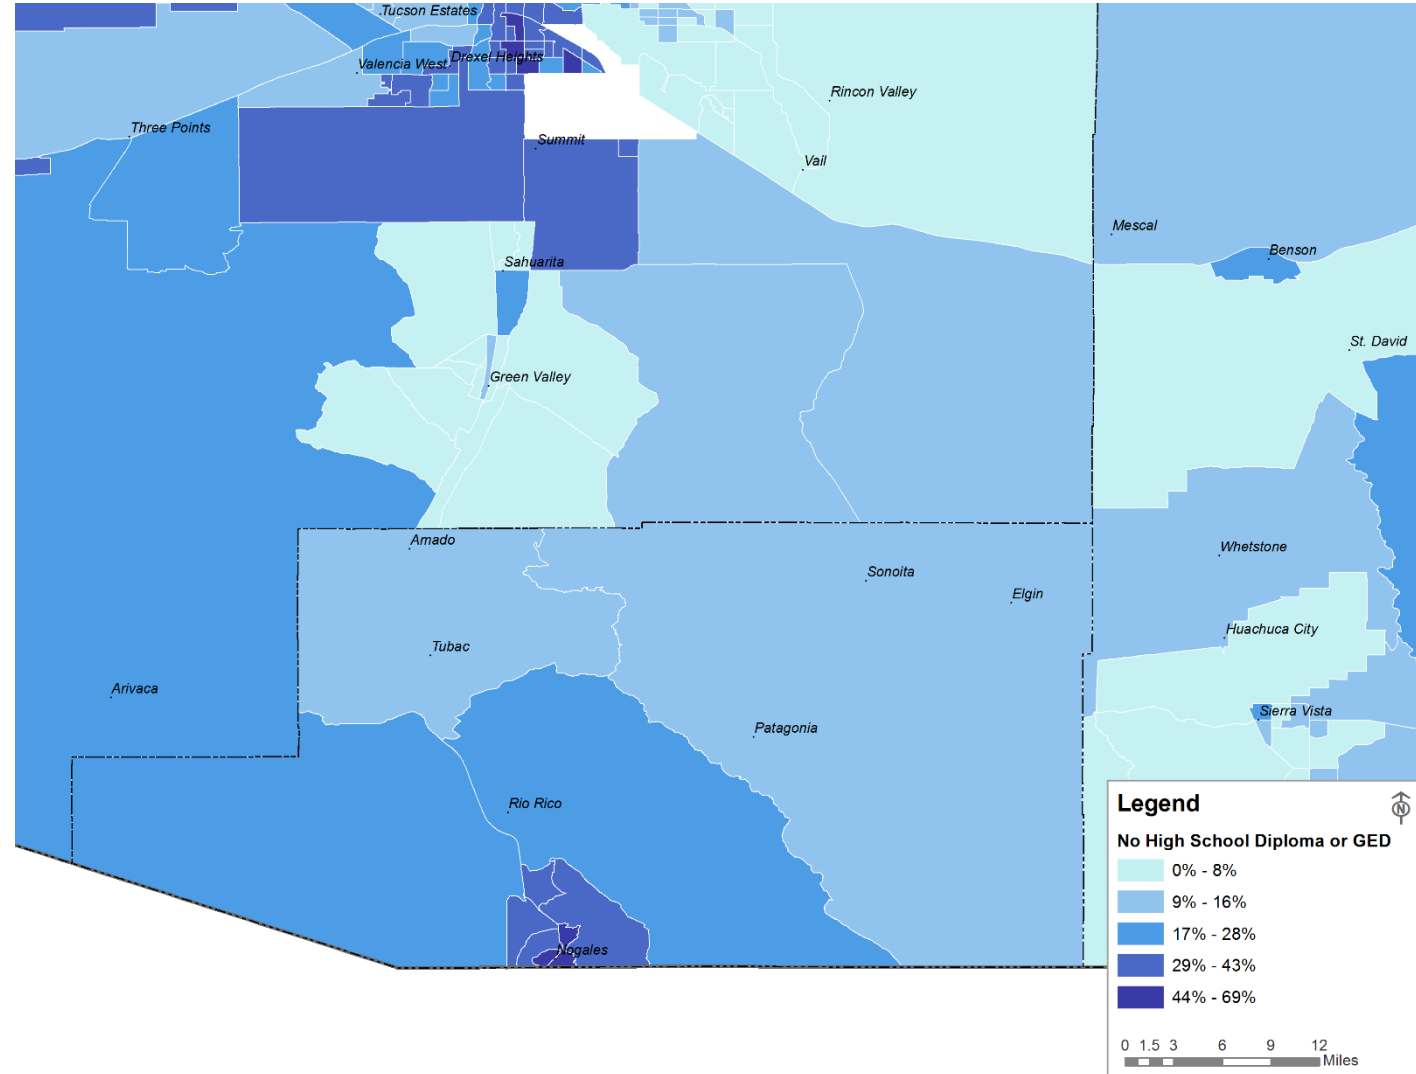 Tucson Estates
Drexel Heights
Valencia West
Rincon Valley
Three Points
Summit
Vail
Mescal
Benson
Sahuarita
St. David
Green Valley
Amado
Whetstone
Sonoita
Elgin
Huachuca City
Tubac
Arivaca
Sierra Vista
Patagonia
Rio Rico
Nogales
Legend
N
No High School Diploma or GED
0% - 8%
9% - 16%
17% - 28%
29% - 43%
44% - 69%
0 1.5 3 6 9 12
Miles